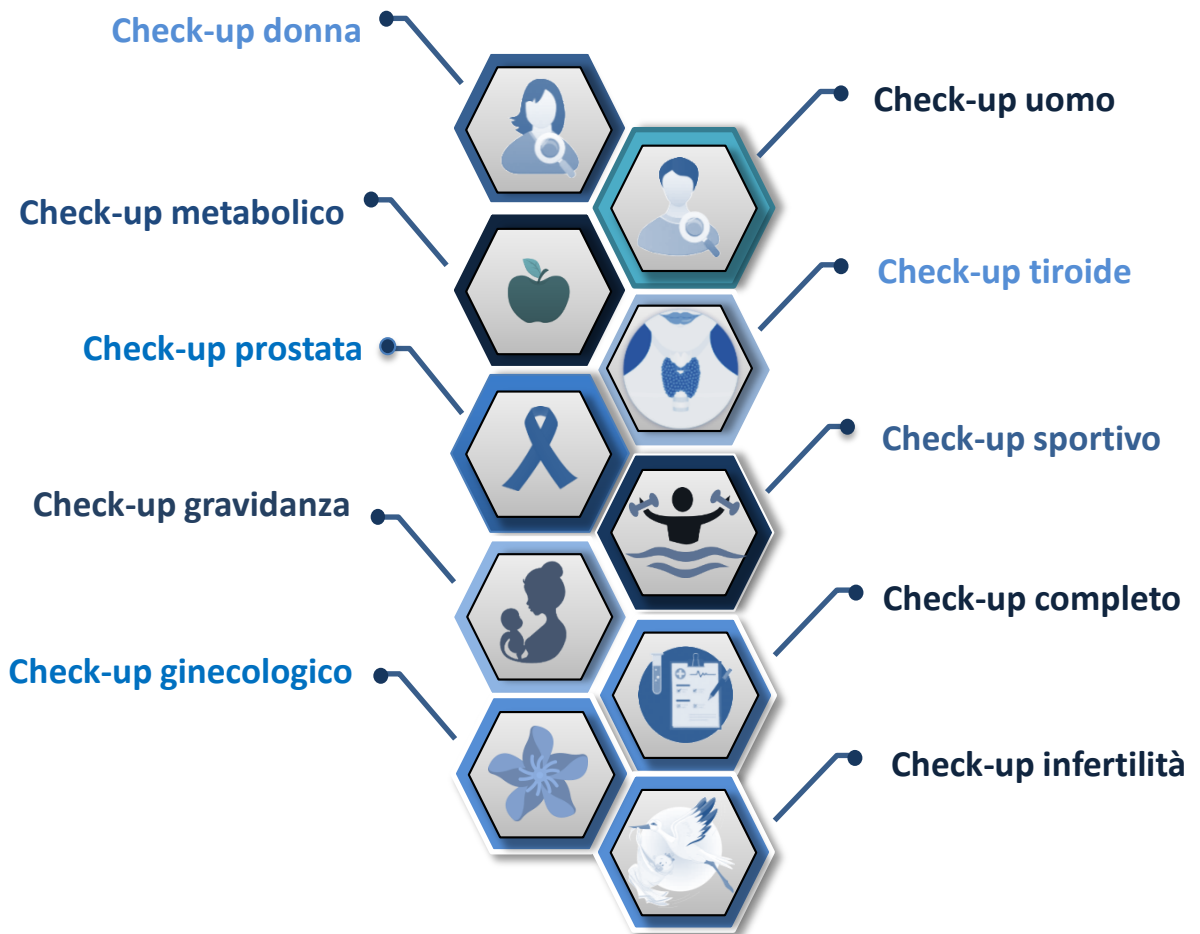 Check-up donna
Check-up uomo
Check-up metabolico
Check-up tiroide
Check-up prostata
Check-up sportivo
Check-up gravidanza
Check-up completo
Check-up ginecologico
Check-up infertilità